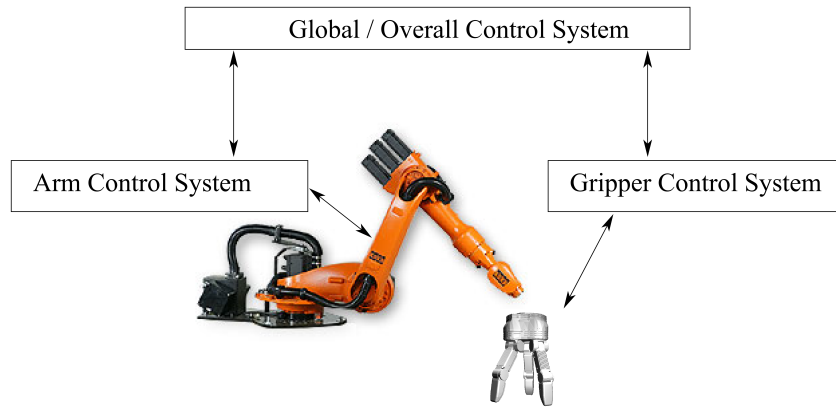 Global / Overall Control System
Arm Control System
Gripper Control System